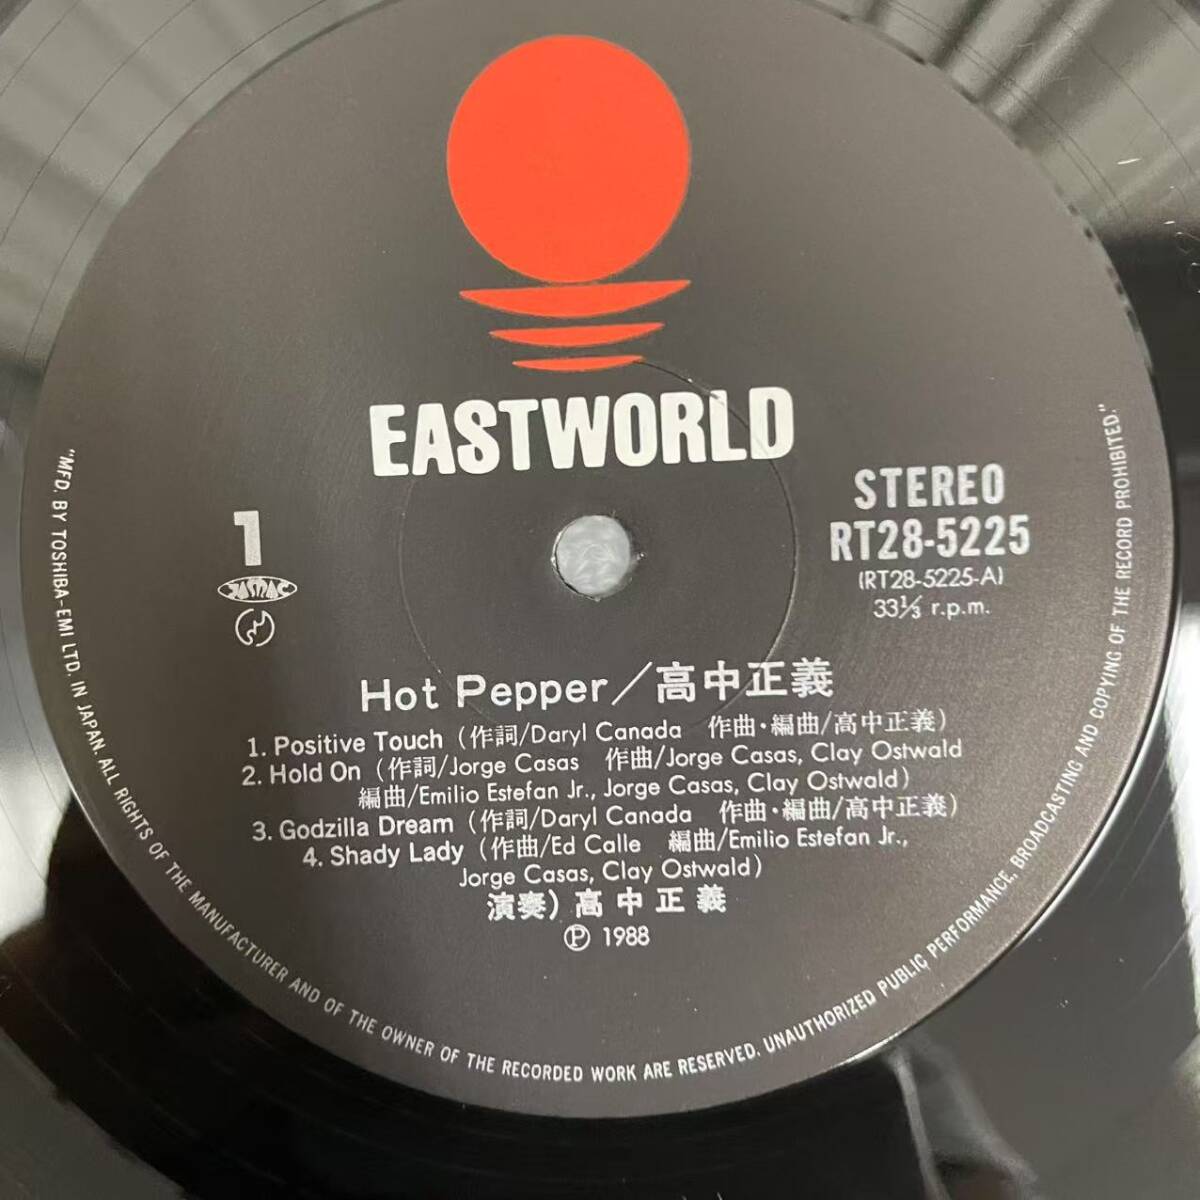 EASTWORLD
1
JASRAC
STEREO
RT28-5225
(RT28-5225-A)
33⅓ r.p.m.
Hot Pepper/高中正義
1. Positive Touch (作詞/Daryl Canada 作曲・編曲/高中正義)
2. Hold On (作詞/Jorge Casas 作曲/Jorge Casas, Clay Ostwald
編曲/Emilio Estefan Jr., Jorge Casas, Clay Ostwald)
3. Godzilla Dream (作詞/Daryl Canada 作曲・編曲/高中正義)
4. Shady Lady (作曲/Ed Calle 編曲/Emilio Estefan Jr.,
Jorge Casas, Clay Ostwald)
演奏) 高中正義
Ⓟ 1988
"MFD. BY TOSHIBA-EMI LTD. IN JAPAN. ALL RIGHTS OF THE MANUFACTURER AND OF THE OWNER OF THE RECORDED WORK ARE RESERVED. UNAUTHORIZED PUBLIC PERFORMANCE, BROADCASTING AND COPYING OF THE RECORD PROHIBITED."